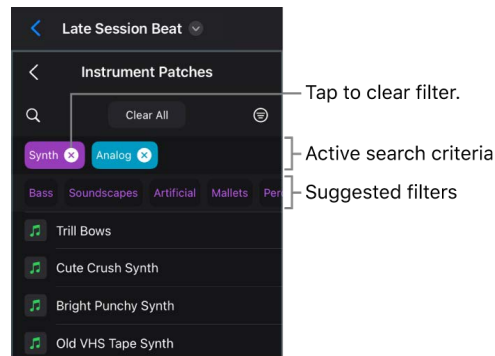 Late Session Beat
Instrument Patches
Tap to clear filter.
Clear All
Synth Analog
Active search criteria
Bass Soundscapes Artificial Mallets Per
Suggested filters
Trill Bows
Cute Crush Synth
Bright Punchy Synth
Old VHS Tape Synth